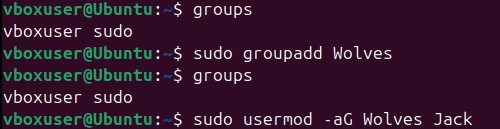 vboxuser@Ubuntu:~$ groups
vboxuser sudo
vboxuser@Ubuntu:~$ sudo groupadd Wolves
vboxuser@Ubuntu:~$ groups
vboxuser sudo
vboxuser@Ubuntu:~$ sudo usermod -aG Wolves Jack